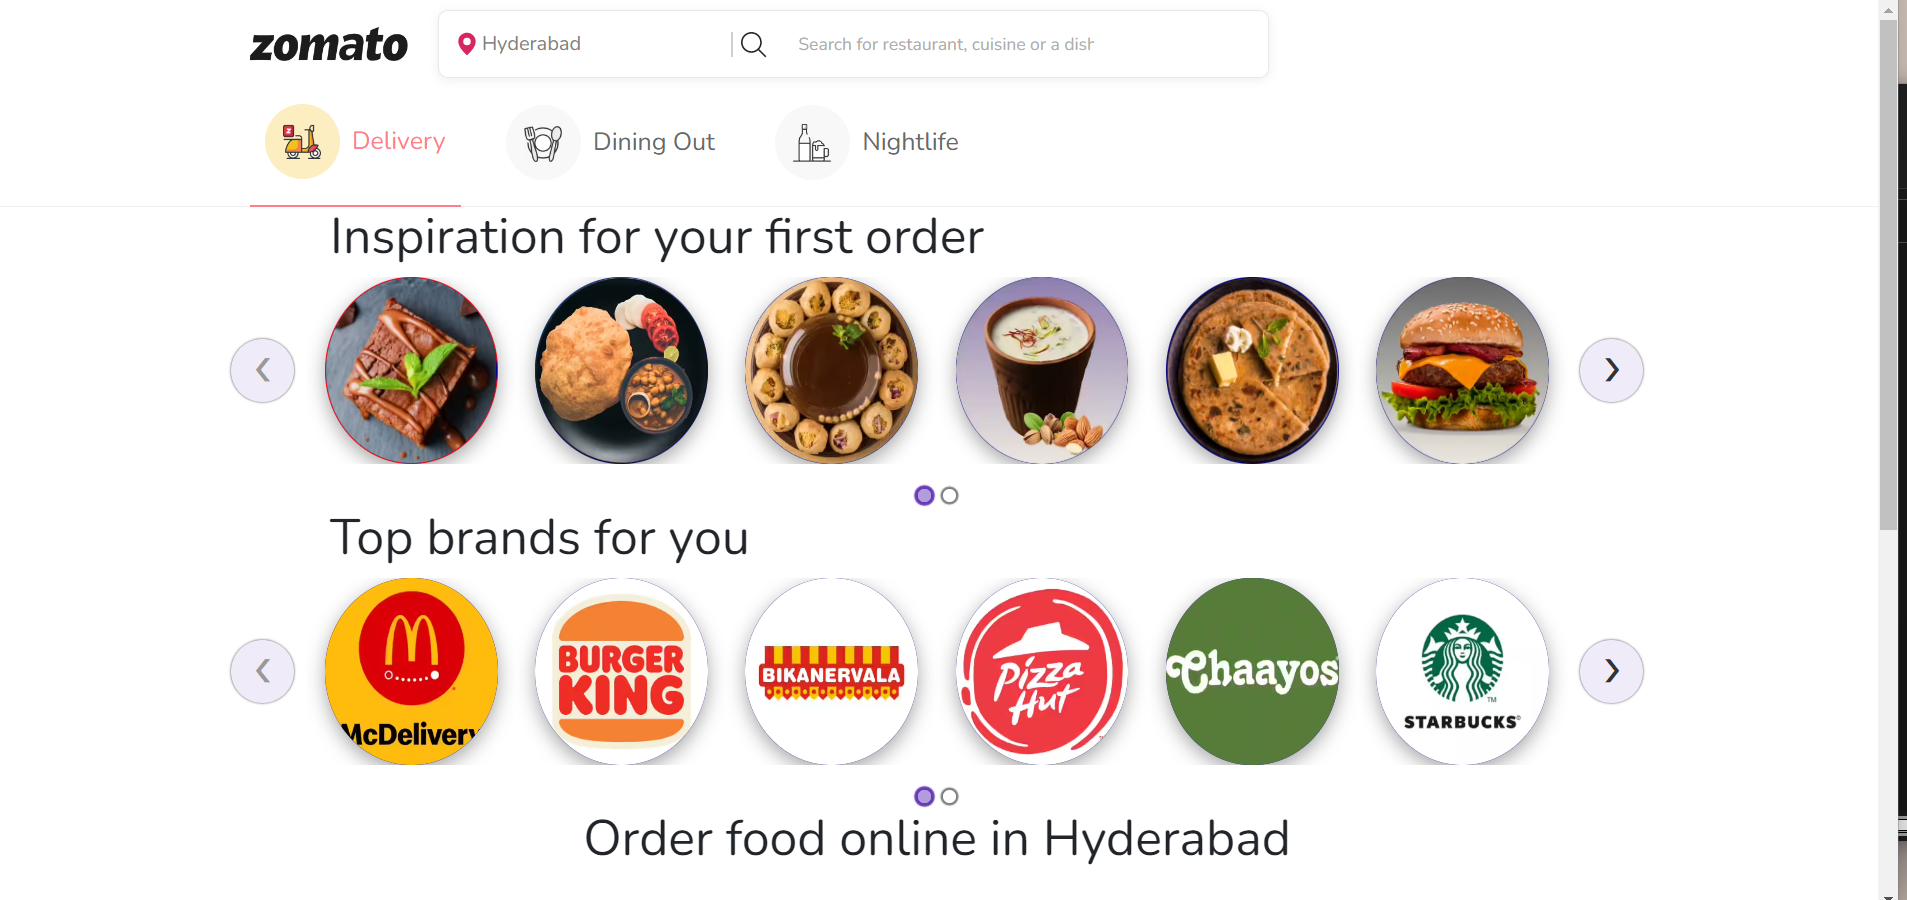 zomato
Hyderabad
Search for restaurant, cuisine or a dish
Delivery
Dining Out
Nightlife
Inspiration for your first order
Top brands for you
McDelivery
BURGER
KING
BIKANERVALA
Pizza
Hut
Chaayos
TM
STARBUCKS®
Order food online in Hyderabad